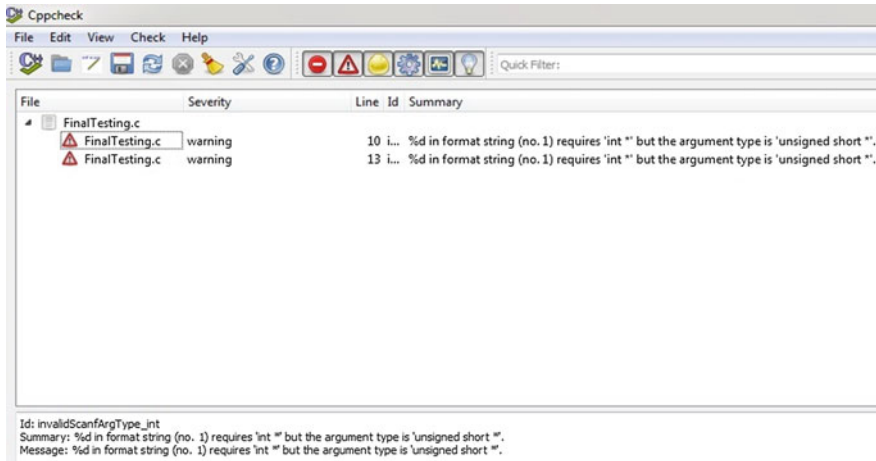 Cppcheck
File Edit View Check Help
Quick Filter:
File Severity Line Id Summary
FinalTesting.c
FinalTesting.c warning 10 i... %d in format string (no. 1) requires 'int *' but the argument type is 'unsigned short *'.
FinalTesting.c warning 13 i... %d in format string (no. 1) requires 'int *' but the argument type is 'unsigned short *'.
Id: invalidScanfArgType_int
Summary: %d in format string (no. 1) requires 'int *' but the argument type is 'unsigned short *'.
Message: %d in format string (no. 1) requires 'int *' but the argument type is 'unsigned short *'.